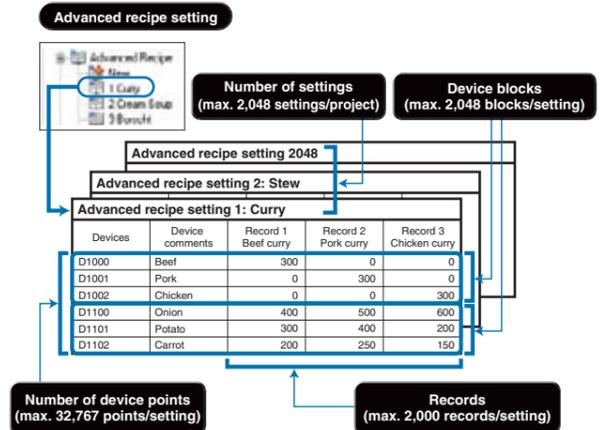 Advanced recipe setting
Advanced Recipe
New
1 Curry
2 Cream Soup
3 Borscht
Number of settings
(max. 2,048 settings/project)
Device blocks
(max. 2,048 blocks/setting)
Advanced recipe setting 2048
Advanced recipe setting 2: Stew
Advanced recipe setting 1: Curry
Devices Device comments Record 1 Beef curry Record 2 Pork curry Record 3 Chicken curry
D1000 Beef 300 0 0
D1001 Pork 0 300 0
D1002 Chicken 0 0 300
D1100 Onion 400 500 600
D1101 Potato 300 400 200
D1102 Carrot 200 250 150
Number of device points
(max. 32,767 points/setting)
Records
(max. 2,000 records/setting)